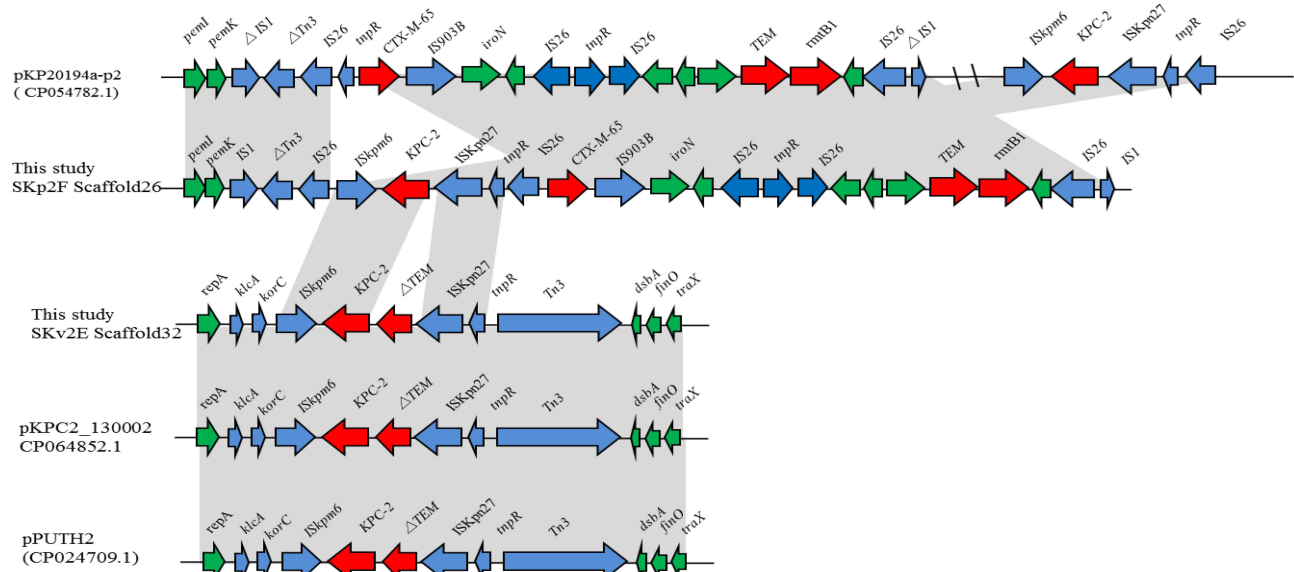 pemI pemK △ IS1 △Tn3 IS26 tnpR CTX-M-65 IS903B iroN IS26 tnpR IS26 TEM rmtB1 IS26 △ IS1 ISkpm6 KPC-2 ISKpn27 tnpR IS26
pKP20194a-p2
( CP054782.1)
pemI pemK IS1 △Tn3 IS26 ISkpm6 KPC-2 ISKpn27 tnpR IS26 CTX-M-65 IS903B iroN IS26 tnpR IS26 TEM rmtB1 IS26 IS1
This study
SKp2F Scaffold26
repA klcA korC ISkpm6 KPC-2 △TEM ISKpn27 tnpR Tn3 dsbA finO traX
This study
SKv2E Scaffold32
repA klcA korC ISkpm6 KPC-2 △TEM ISKpn27 tnpR Tn3 dsbA finO traX
pKPC2_130002
CP064852.1
repA klcA korC ISkpm6 KPC-2 △TEM ISKpn27 tnpR Tn3 dsbA finO traX
pPUTH2
(CP024709.1)